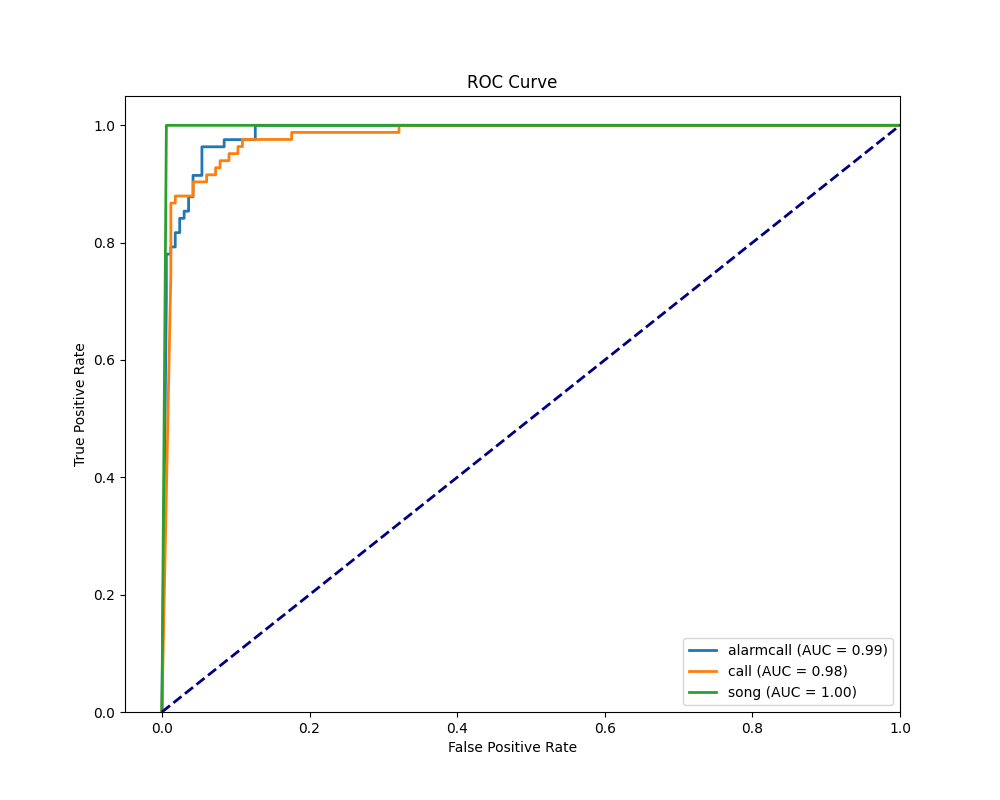 ROC Curve
True Positive Rate
1.0
0.8
0.6
0.4
0.2
0.0
0.0 0.2 0.4 0.6 0.8 1.0
False Positive Rate
alarmcall (AUC = 0.99)
call (AUC = 0.98)
song (AUC = 1.00)